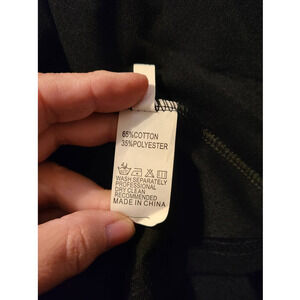 65%COTTON
35%POLYESTER
WASH SEPARATELY
PROFESSIONAL
DRY CLEAN
RECOMMENDED
MADE IN CHINA